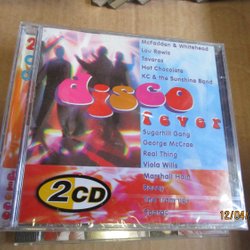 McFadden & Whitehead
Lou Rawls
Tavares
Hot Chocolate
KC & the Sunshine Band
disco
fever
Sugarhill Gang
George McCrae
Real Thing
Viola Wills
Marshall Hain
2CD
12/04